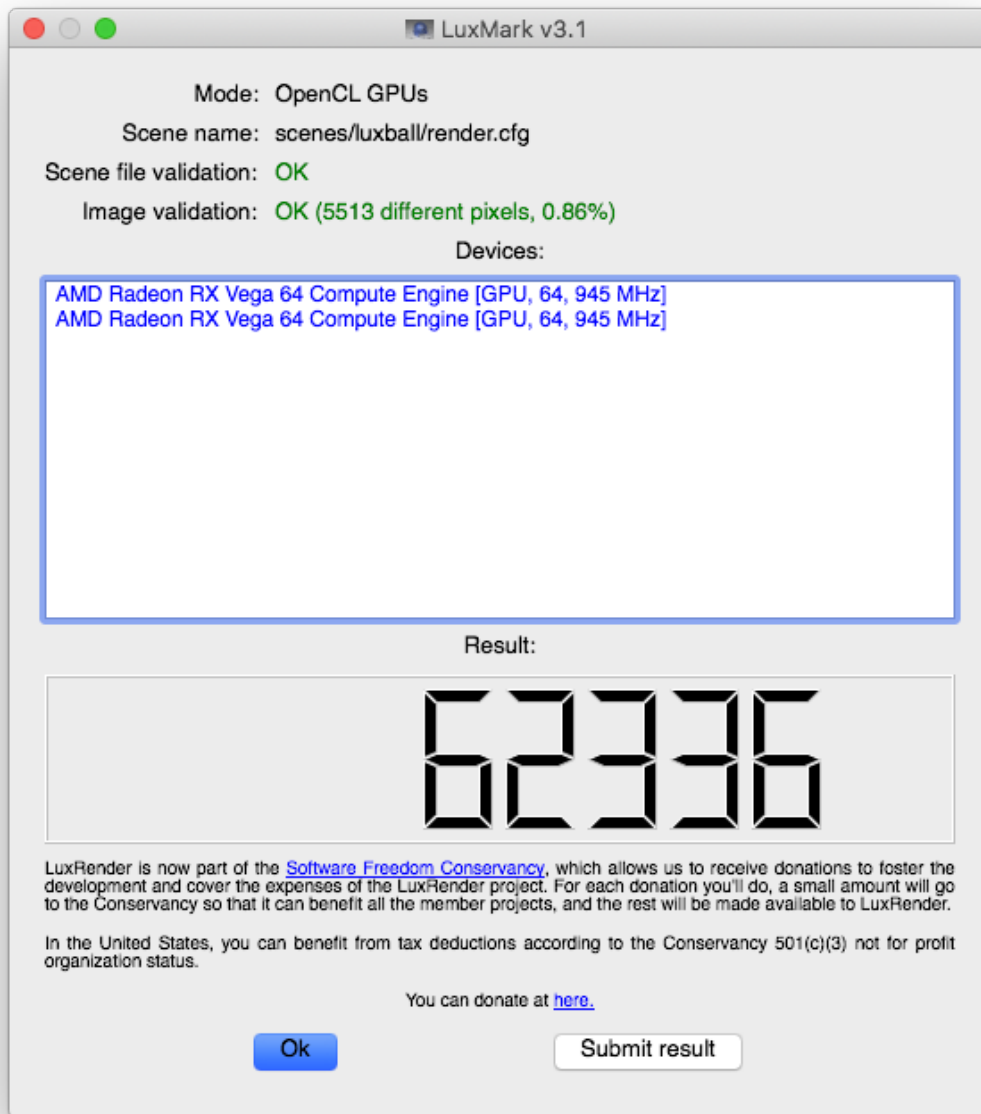 LuxMark v3.1
Mode: OpenCL GPUs
Scene name: scenes/luxball/render.cfg
Scene file validation: OK
Image validation: OK (5513 different pixels, 0.86%)
Devices:
AMD Radeon RX Vega 64 Compute Engine [GPU, 64, 945 MHz]
AMD Radeon RX Vega 64 Compute Engine [GPU, 64, 945 MHz]
Result:
62336
LuxRender is now part of the Software Freedom Conservancy, which allows us to receive donations to foster the
development and cover the expenses of the LuxRender project. For each donation you'll do, a small amount will go
to the Conservancy so that it can benefit all the member projects, and the rest will be made available to LuxRender.
In the United States, you can benefit from tax deductions according to the Conservancy 501(c)(3) not for profit
organization status.
You can donate at here.
Ok Submit result